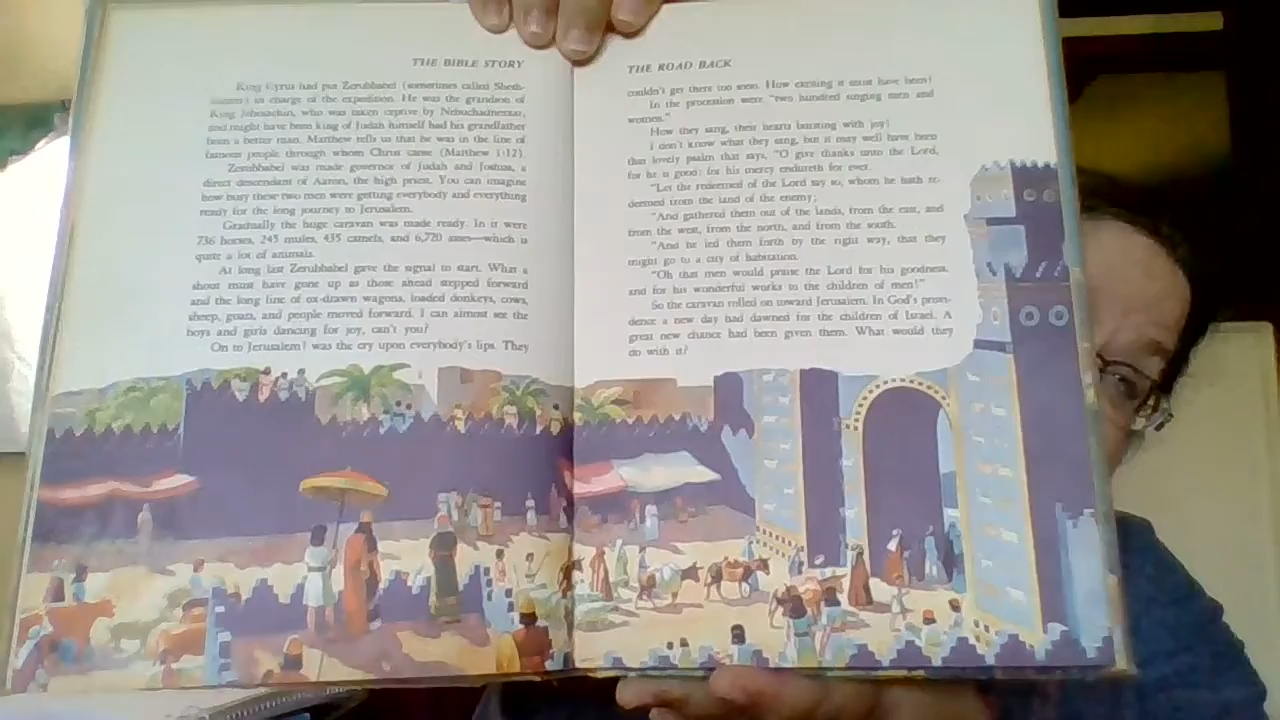 THE BIBLE STORY
King Cyrus had put Zerubbabel (sometimes called Shesh-
bazzar) in charge of the expedition. He was the grandson of
King Jehoiachin, who was taken captive by Nebuchadnezzar,
and might have been king of Judah himself had his grandfather
been a better man. Matthew tells us that he was in the line of
famous people through whom Christ came (Matthew 1:12).
Zerubbabel was made governor of Judah and Joshua, a
direct descendant of Aaron, the high priest. You can imagine
how busy these two men were getting everybody and everything
ready for the long journey to Jerusalem.
Gradually the huge caravan was made ready. In it were
736 horses, 245 mules, 435 camels, and 6,720 asses—which is
quite a lot of animals.
At long last Zerubbabel gave the signal to start. What a
shout must have gone up as those ahead stepped forward
and the long line of ox-drawn wagons, loaded donkeys, cows,
sheep, goats, and people moved forward. I can almost see the
boys and girls dancing for joy, can't you?
On to Jerusalem! was the cry upon everybody's lips. They
THE ROAD BACK
couldn't get there too soon. How exciting it must have been!
In the procession were "two hundred singing men and
women."
How they sang, their hearts bursting with joy!
I don't know what they sang, but it may well have been
that lovely psalm that says, "O give thanks unto the Lord,
for he is good: for his mercy endureth for ever.
"Let the redeemed of the Lord say so, whom he hath re-
deemed from the hand of the enemy;
"And gathered them out of the lands, from the east, and
from the west, from the north, and from the south.
"And he led them forth by the right way, that they
might go to a city of habitation.
"Oh that men would praise the Lord for his goodness,
and for his wonderful works to the children of men!"
So the caravan rolled on toward Jerusalem. In God's provi-
dence a new day had dawned for the children of Israel. A
great new chance had been given them. What would they
do with it?